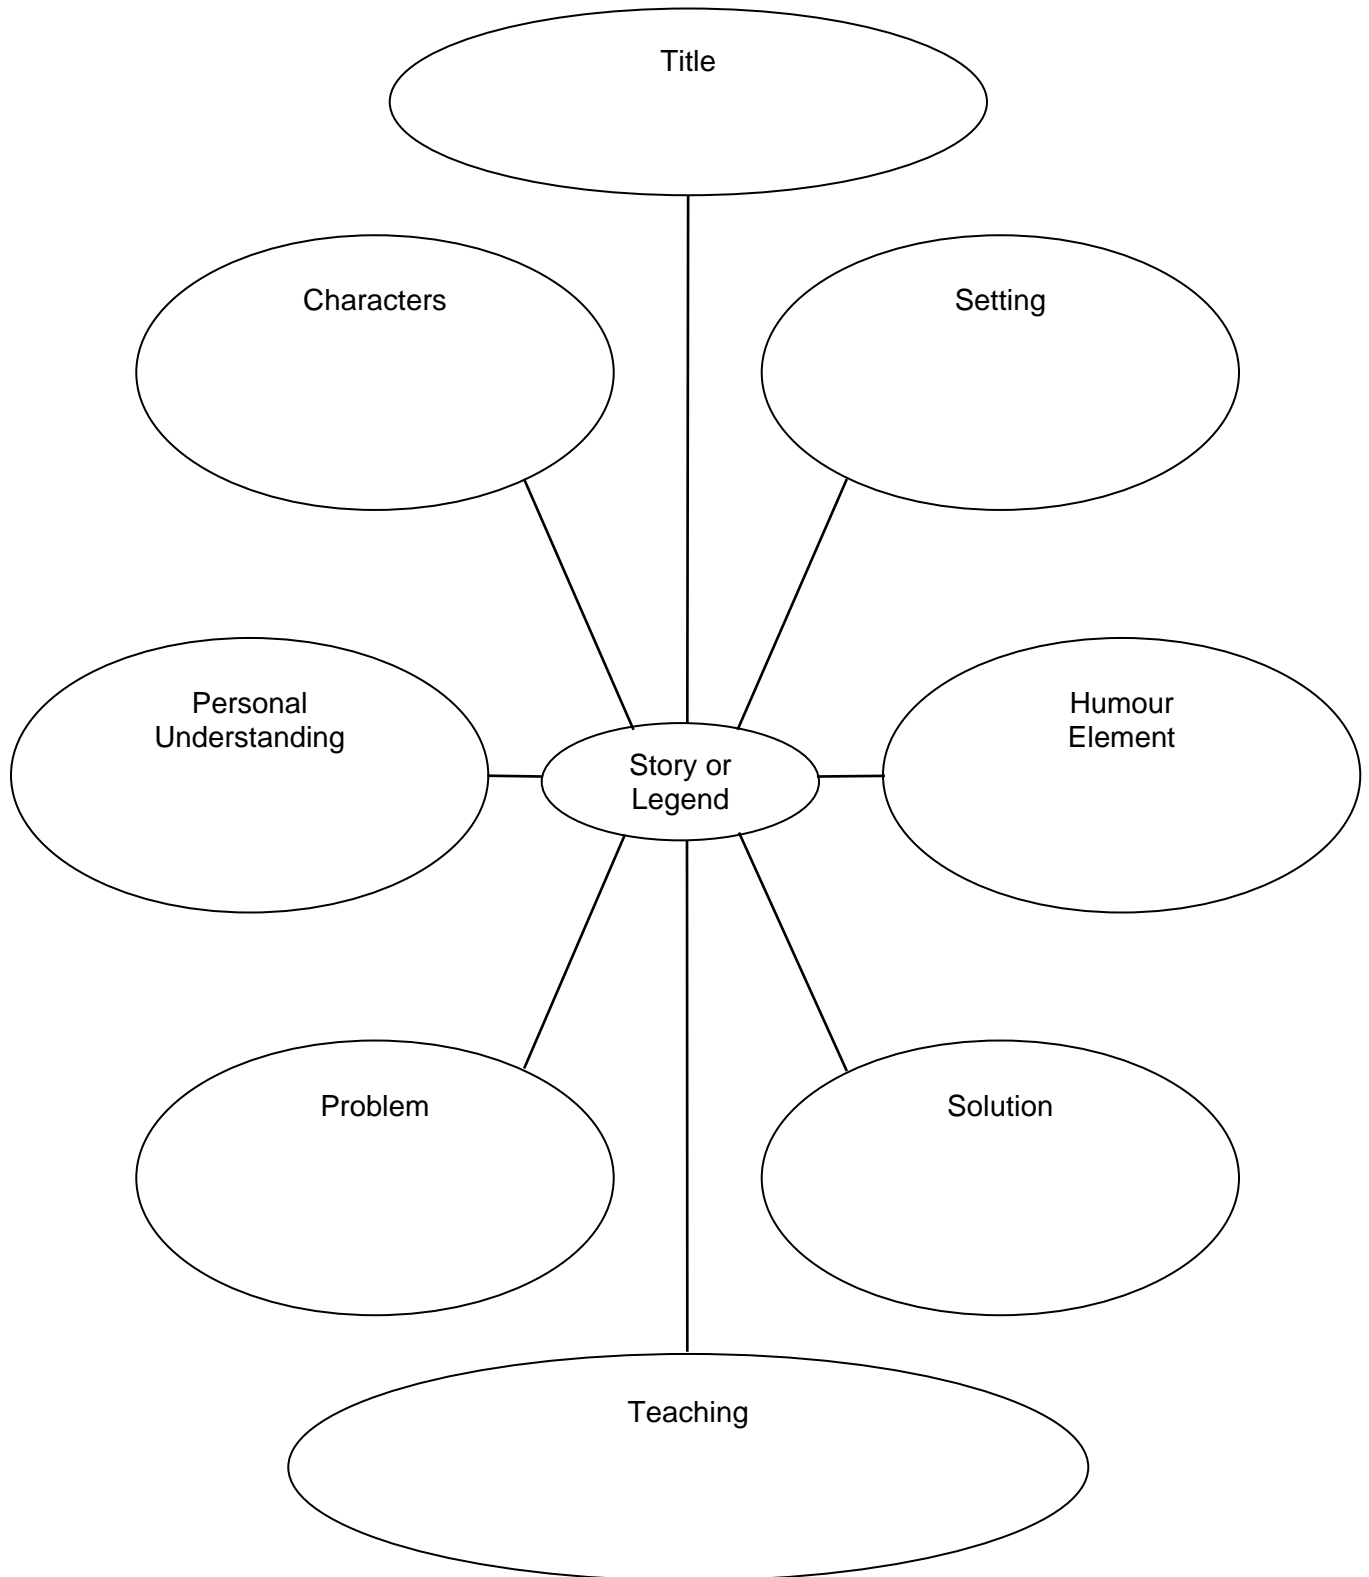 Title
Characters
Setting
Personal
Understanding
Humour
Element
Story or
Legend
Problem
Solution
Teaching